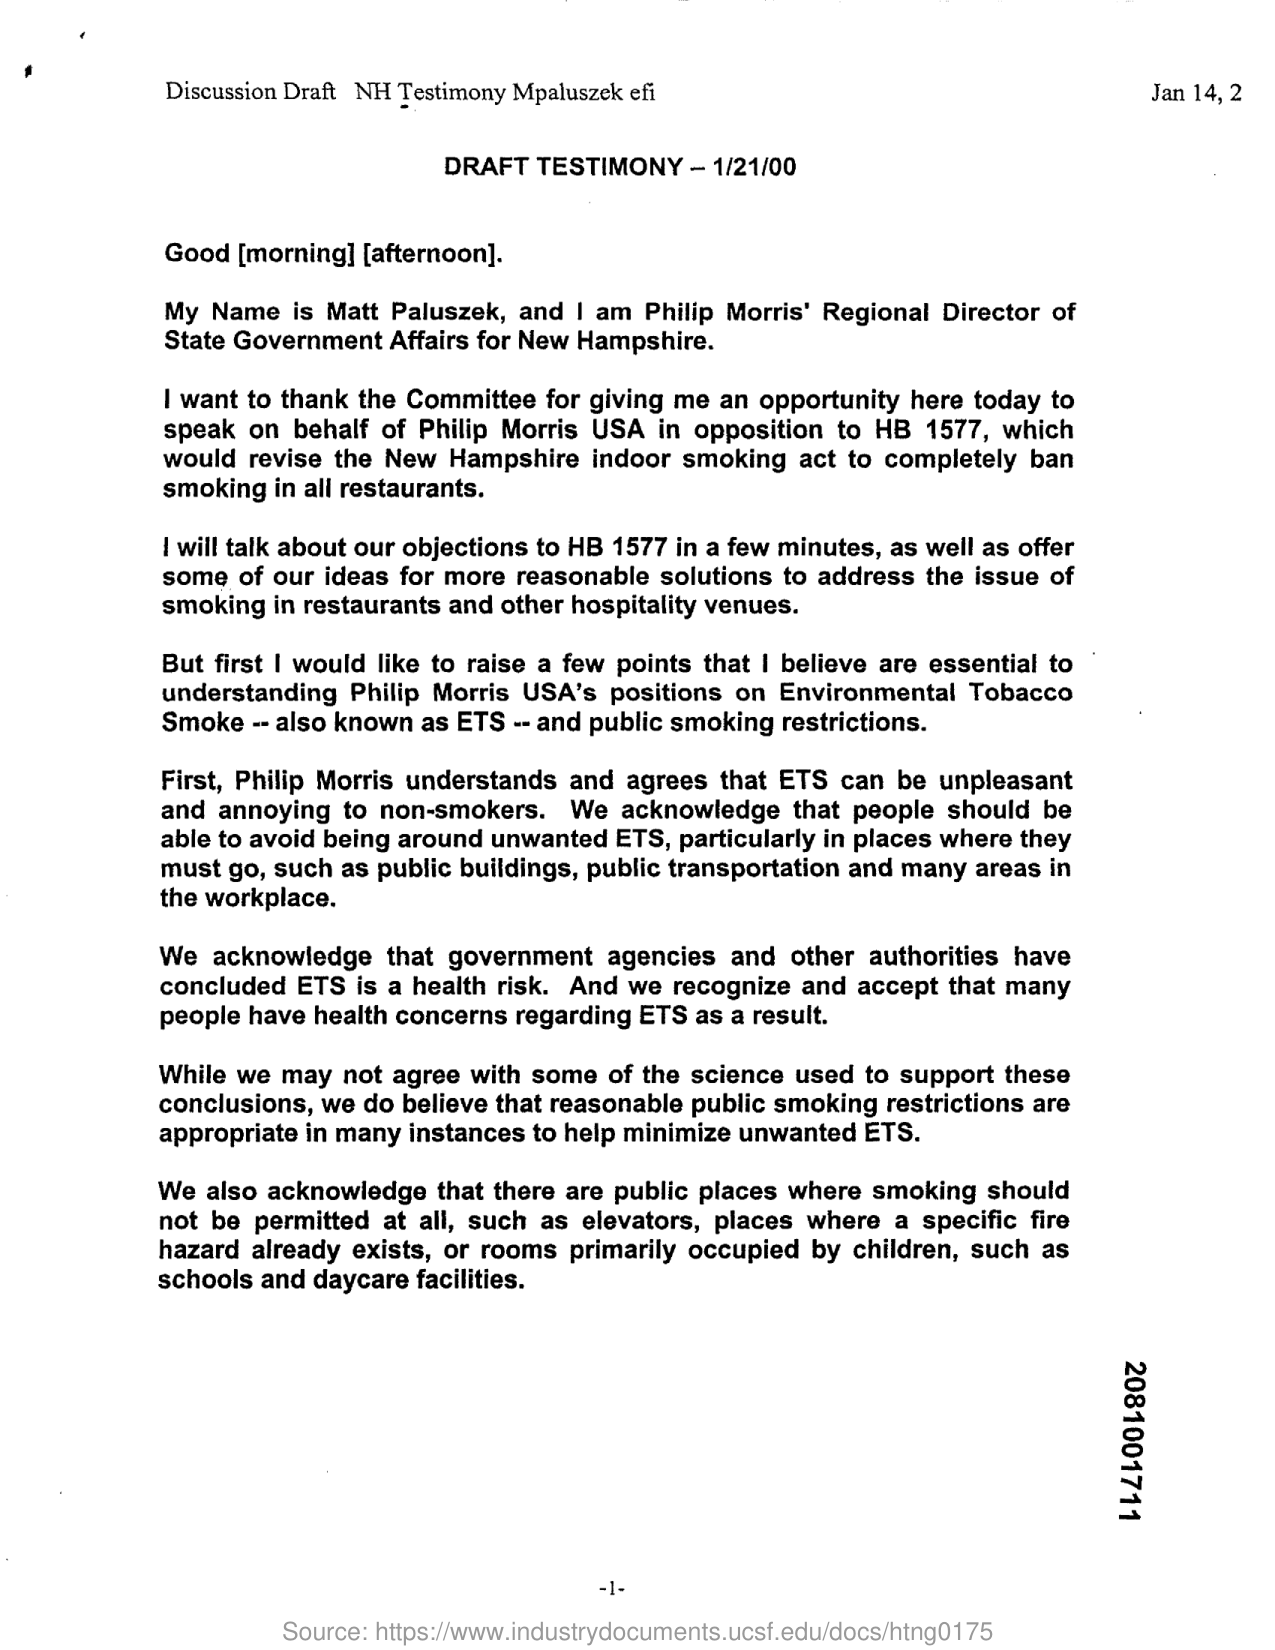 Discussion Draft NH Testimony Mpaluszek efi Jan 14, 2
DRAFT TESTIMONY – 1/21/00
Good [morning] [afternoon].
My Name is Matt Paluszek, and I am Philip Morris' Regional Director of
State Government Affairs for New Hampshire.
I want to thank the Committee for giving me an opportunity here today to
speak on behalf of Philip Morris USA in opposition to HB 1577, which
would revise the New Hampshire indoor smoking act to completely ban
smoking in all restaurants.
I will talk about our objections to HB 1577 in a few minutes, as well as offer
some of our ideas for more reasonable solutions to address the issue of
smoking in restaurants and other hospitality venues.
But first I would like to raise a few points that I believe are essential to
understanding Philip Morris USA's positions on Environmental Tobacco
Smoke -- also known as ETS -- and public smoking restrictions.
First, Philip Morris understands and agrees that ETS can be unpleasant
and annoying to non-smokers. We acknowledge that people should be
able to avoid being around unwanted ETS, particularly in places where they
must go, such as public buildings, public transportation and many areas in
the workplace.
We acknowledge that government agencies and other authorities have
concluded ETS is a health risk. And we recognize and accept that many
people have health concerns regarding ETS as a result.
While we may not agree with some of the science used to support these
conclusions, we do believe that reasonable public smoking restrictions are
appropriate in many instances to help minimize unwanted ETS.
We also acknowledge that there are public places where smoking should
not be permitted at all, such as elevators, places where a specific fire
hazard already exists, or rooms primarily occupied by children, such as
schools and daycare facilities.
2081001711
-1-
Source: https://www.industrydocuments.ucsf.edu/docs/htng0175